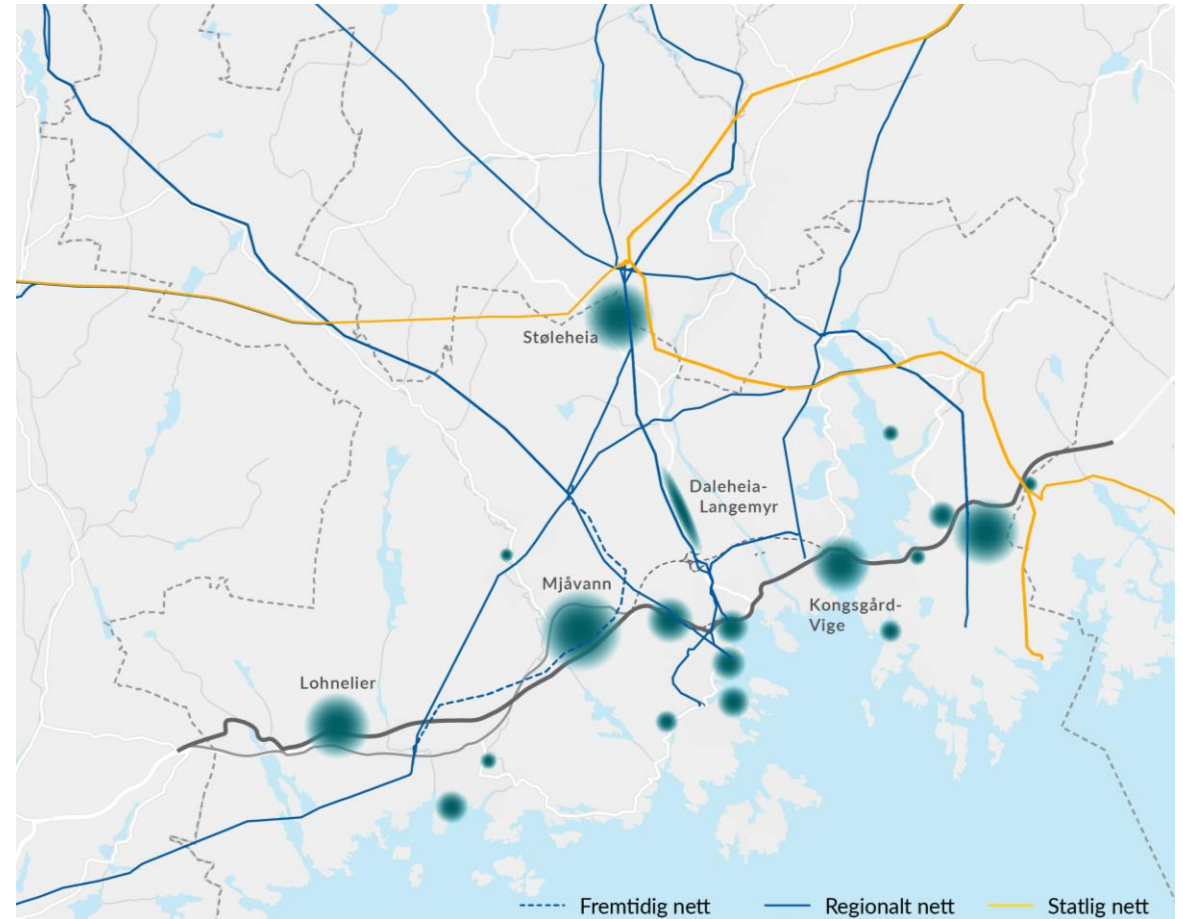 Støleheia
Daleheia-
Langemyr
Mjåvann
Kongsgård-
Vige
Lohnelier
Fremtidig nett
Regionalt nett
Statlig nett